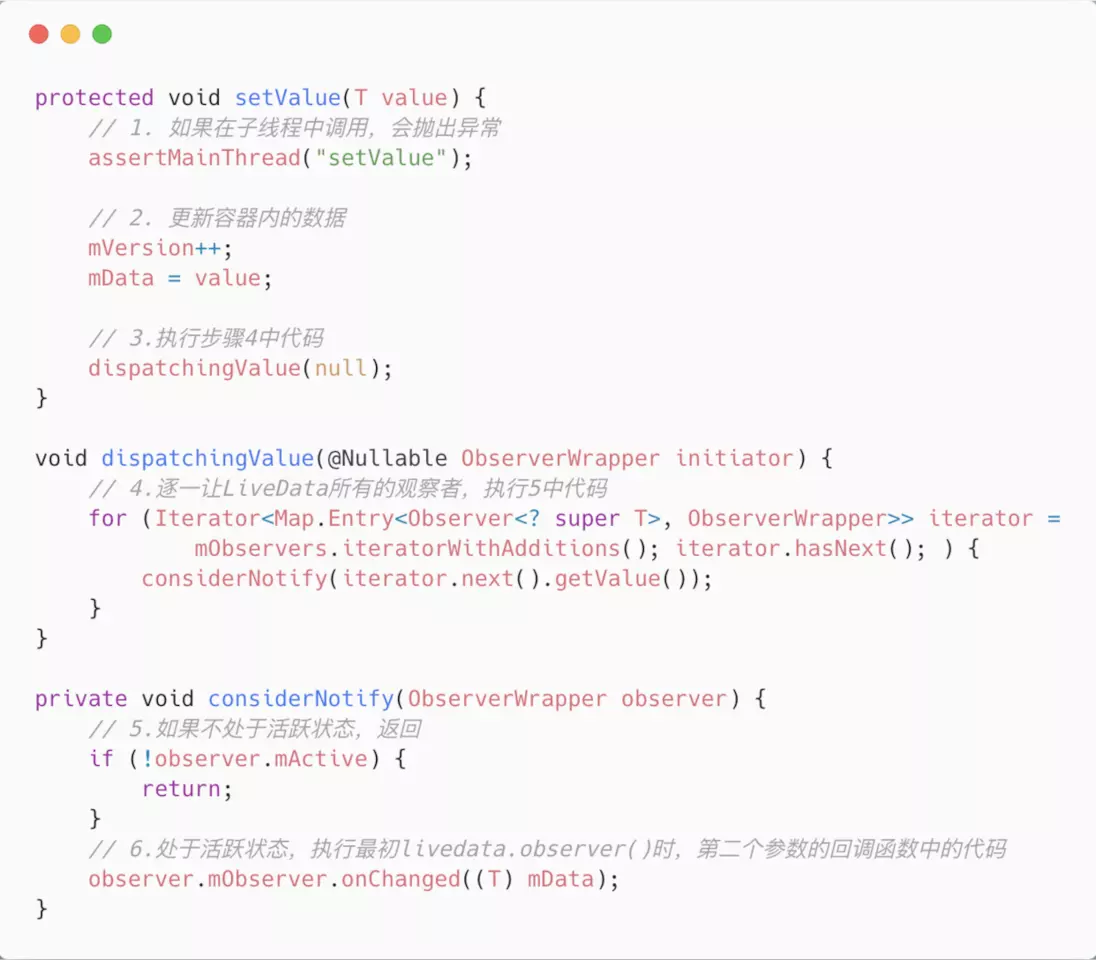 protected void setValue(T value) {
    // 1. 如果在子线程中调用，会抛出异常
    assertMainThread("setValue");

    // 2. 更新容器内的数据
    mVersion++;
    mData = value;

    // 3.执行步骤4中代码
    dispatchingValue(null);
}

void dispatchingValue(@Nullable ObserverWrapper initiator) {
    // 4.逐一让LiveData所有的观察者，执行5中代码
    for (Iterator<Map.Entry<Observer<? super T>, ObserverWrapper>> iterator =
            mObservers.iteratorWithAdditions(); iterator.hasNext(); ) {
        considerNotify(iterator.next().getValue());
    }
}

private void considerNotify(ObserverWrapper observer) {
    // 5.如果不处于活跃状态，返回
    if (!observer.mActive) {
        return;
    }
    // 6.处于活跃状态，执行最初livedata.observer()时，第二个参数的回调函数中的代码
    observer.mObserver.onChanged((T) mData);
}